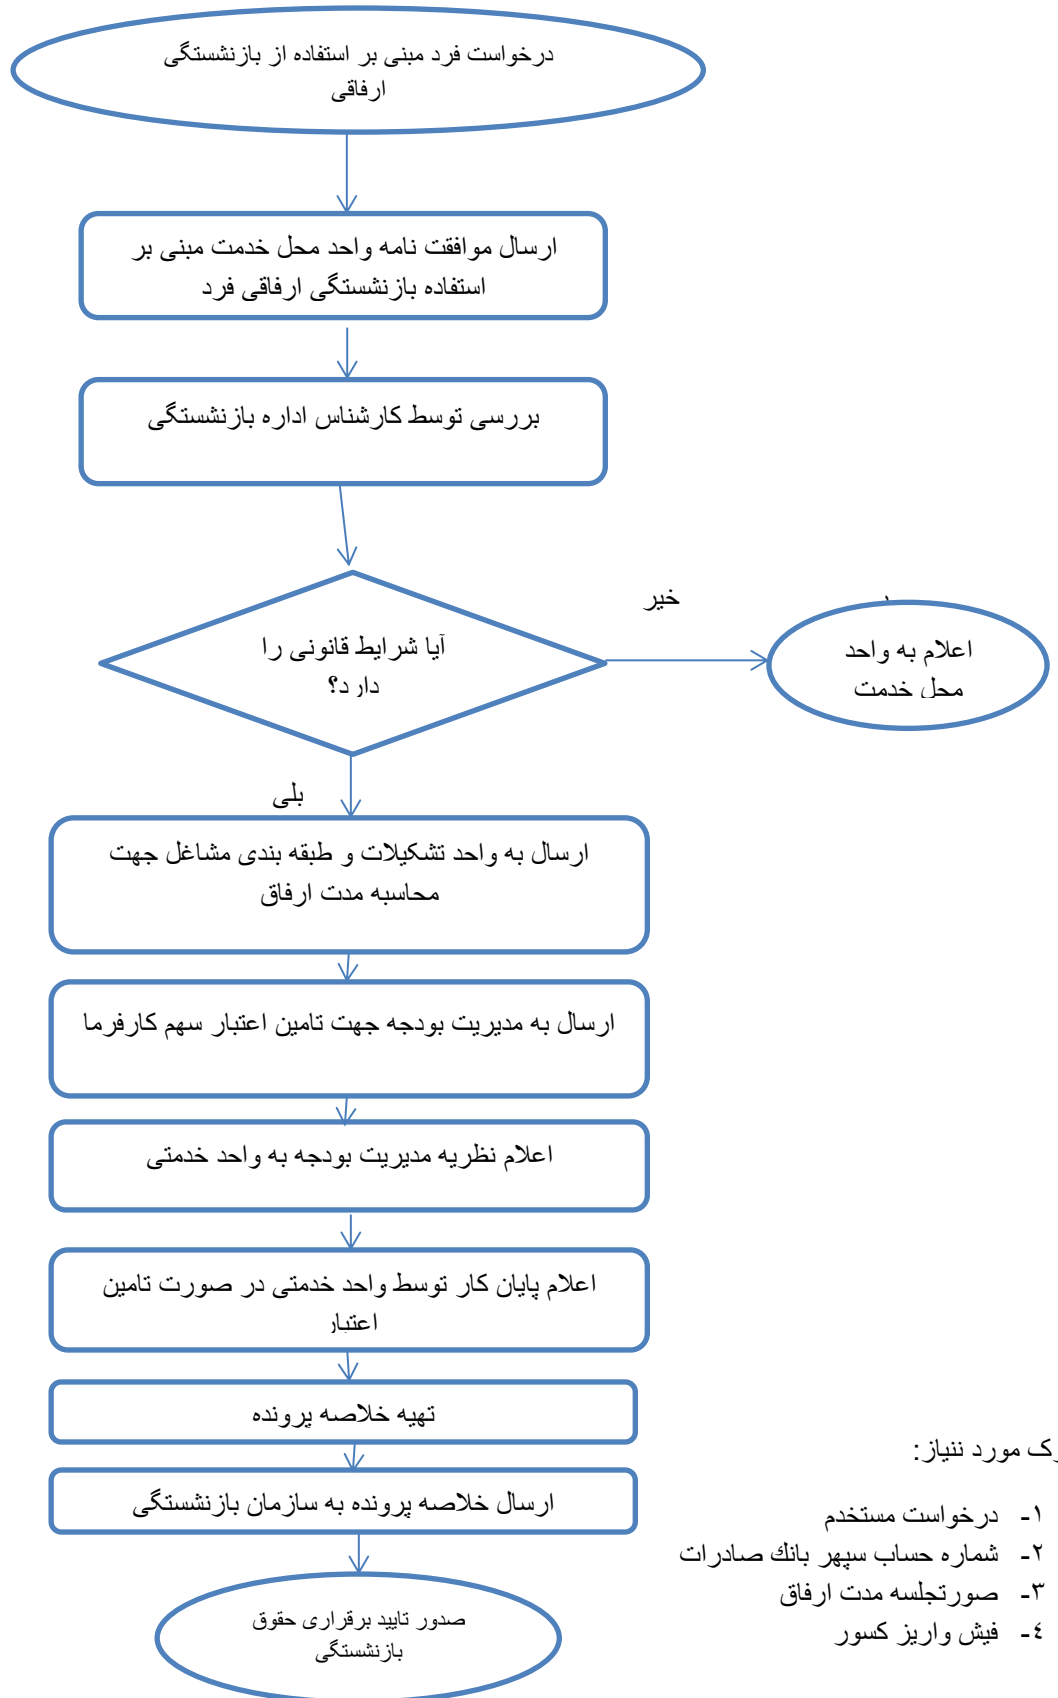 درخواست فرد مبنی بر استفاده از بازنشستگی
ارفاقی
ارسال موافقت نامه واحد محل خدمت مبنی بر
استفاده بازنشستگی ارفاقی فرد
بررسی توسط کارشناس اداره بازنشستگی
آیا شرایط قانونی را
دارد؟
خیر
اعلام به واحد
محل خدمت
بلی
ارسال به واحد تشکیلات و طبقه بندی مشاغل جهت
محاسبه مدت ارفاق
ارسال به مدیریت بودجه جهت تامین اعتبار سهم کارفرما
اعلام نظریه مدیریت بودجه به واحد خدمتی
اعلام پایان کار توسط واحد خدمتی در صورت تامین
اعتبار
تهیه خلاصه پرونده
ارسال خلاصه پرونده به سازمان بازنشستگی
صدور تایید برقراری حقوق
بازنشستگی
مورد ننیاز:
۱- درخواست مستخدم
۲- شماره حساب سپهر بانك صادرات
۳- صورتجلسه مدت ارفاق
٤- فیش واریز کسور